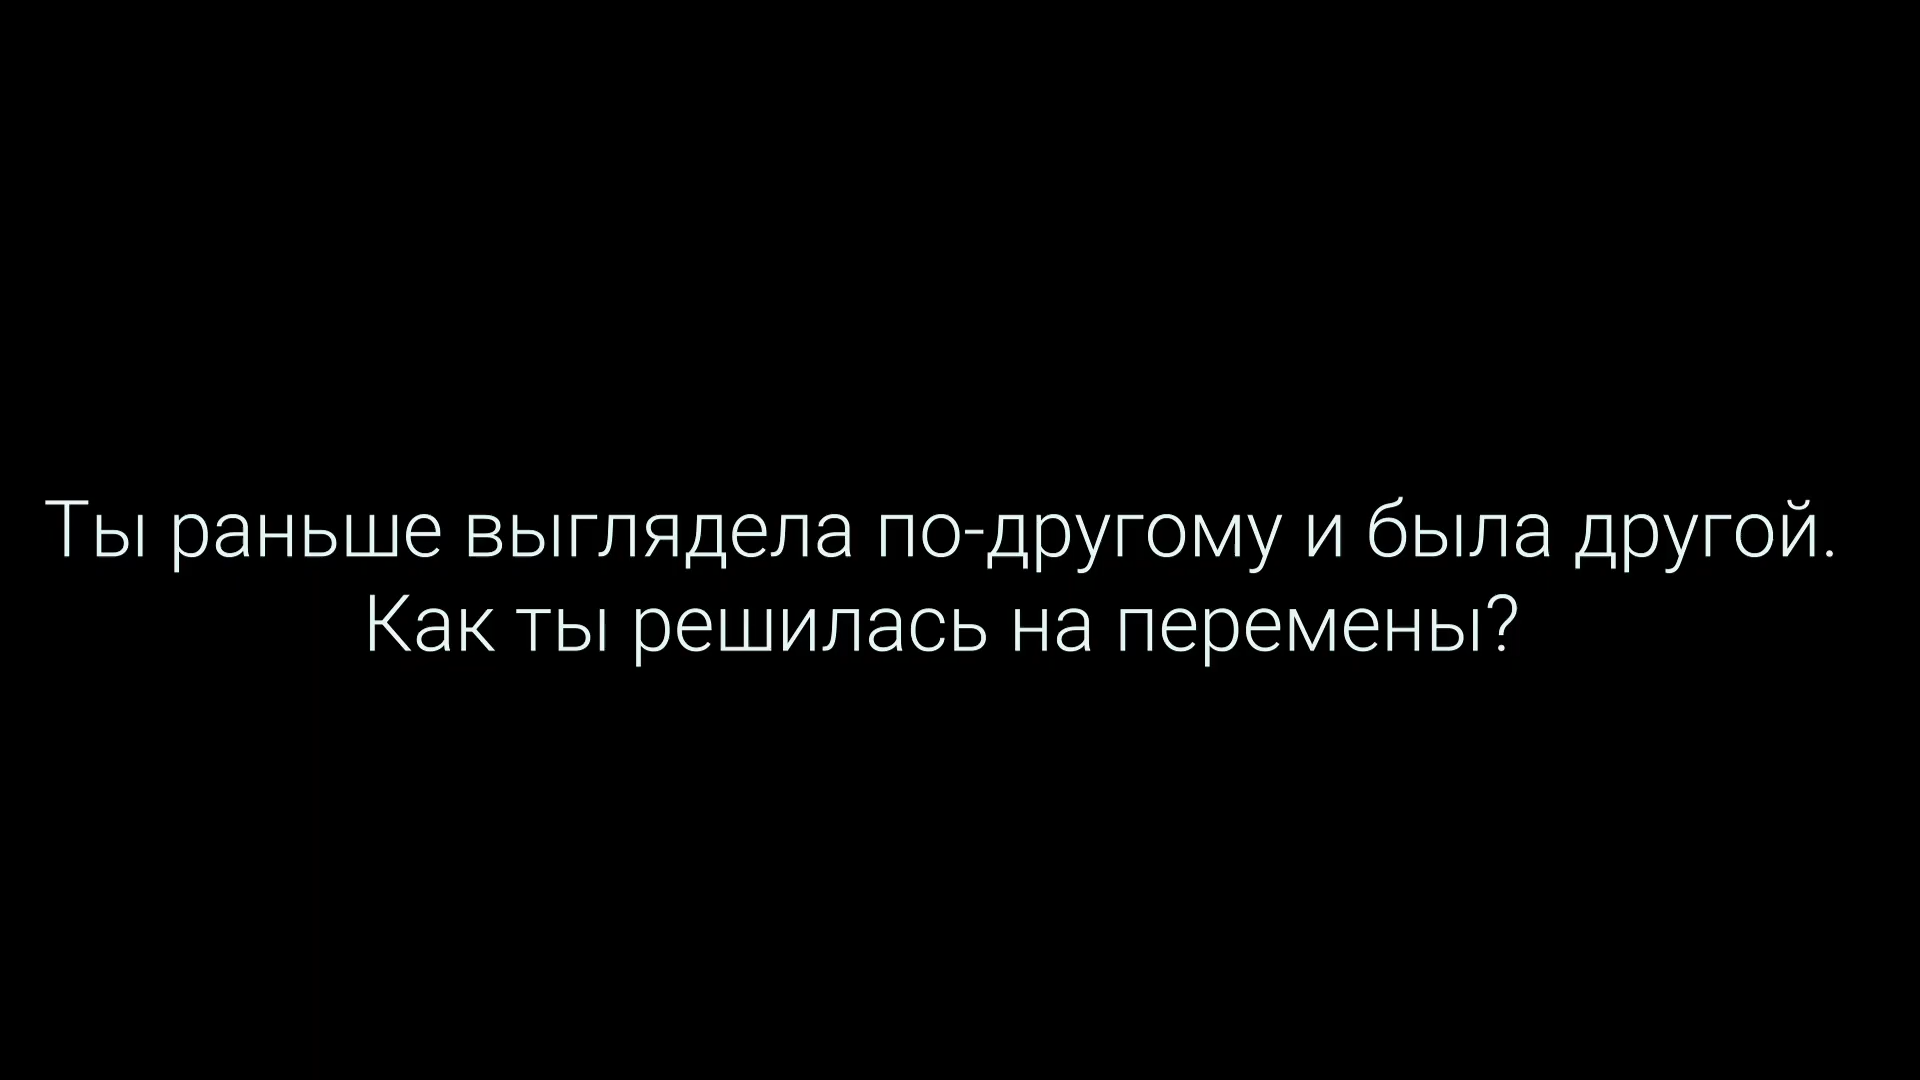 Ты раньше выглядела по-другому и была другой.
Как ты решилась на перемены?